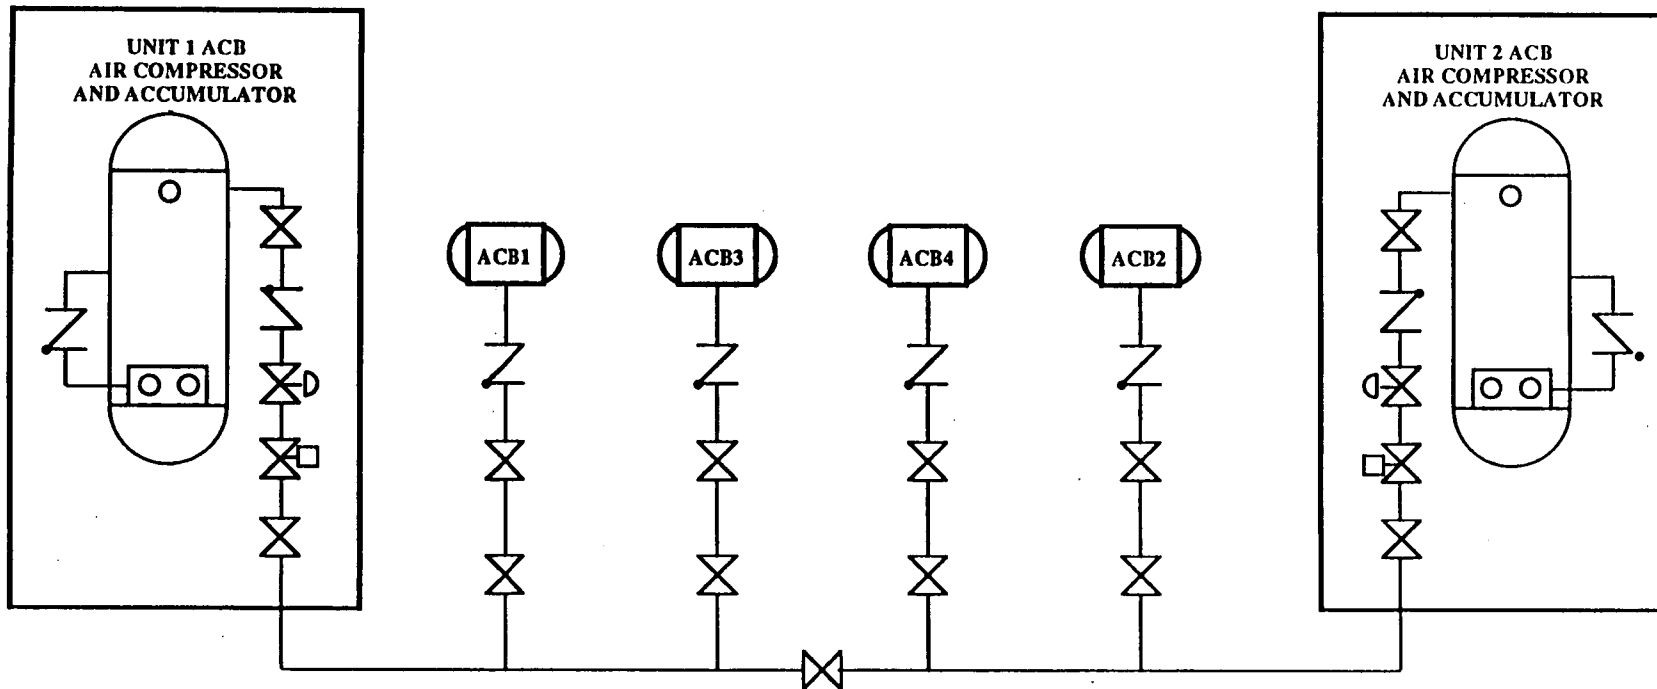 UNIT 1 ACB
AIR COMPRESSOR
AND ACCUMULATOR
UNIT 2 ACB
AIR COMPRESSOR
AND ACCUMULATOR
ACB1
ACB3
ACB4
ACB2